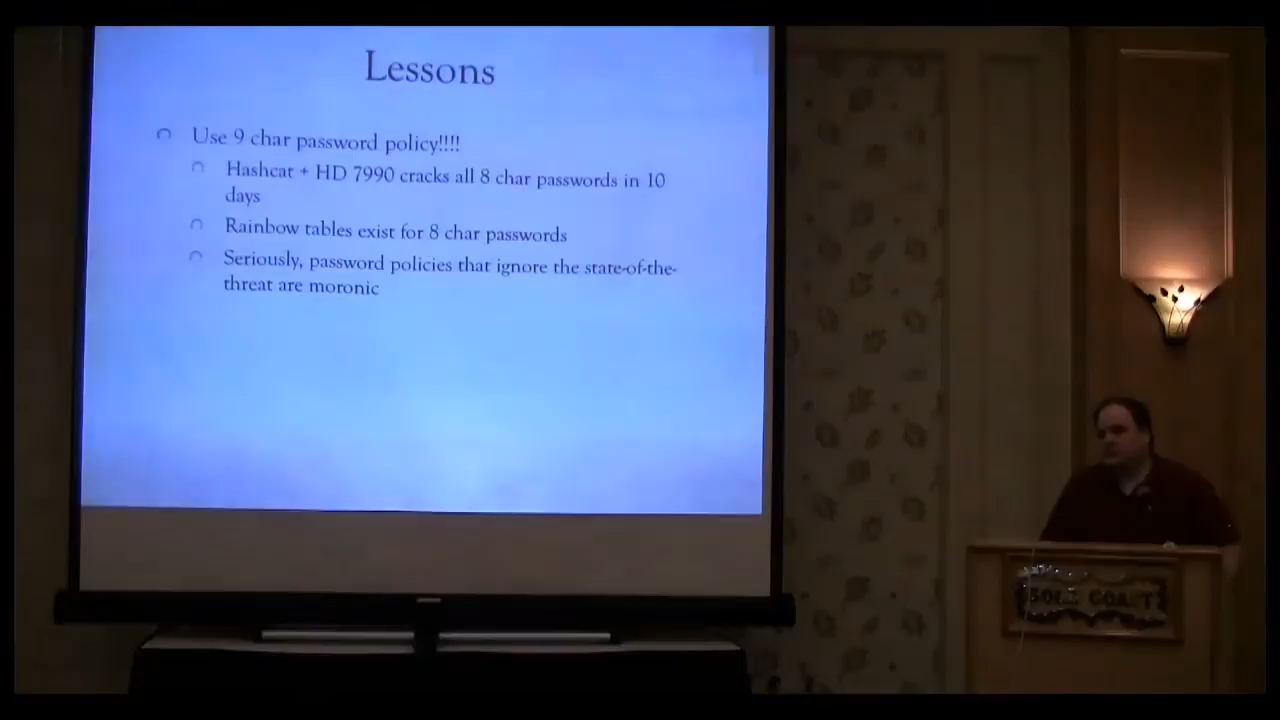 Lessons
Use 9 char password policy!!!!
Hashcat + HD 7990 cracks all 8 char passwords in 10
days
Rainbow tables exist for 8 char passwords
Seriously, password policies that ignore the state-of-the-
threat are moronic
GOLD COAST